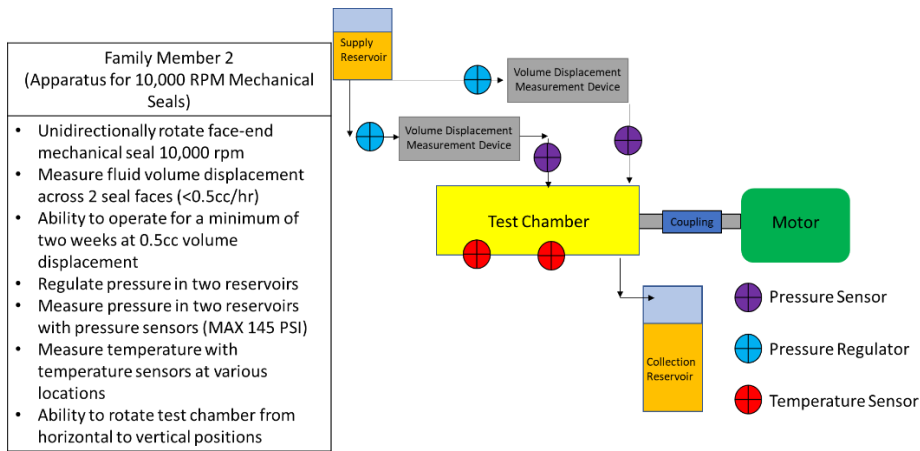 Family Member 2
(Apparatus for 10,000 RPM Mechanical
Seals)
• Unidirectionally rotate face-end
mechanical seal 10,000 rpm
• Measure fluid volume displacement
across 2 seal faces (<0.5cc/hr)
• Ability to operate for a minimum of
two weeks at 0.5cc volume
displacement
• Regulate pressure in two reservoirs
• Measure pressure in two reservoirs
with pressure sensors (MAX 145 PSI)
• Measure temperature with
temperature sensors at various
locations
• Ability to rotate test chamber from
horizontal to vertical positions
Supply
Reservoir
Volume Displacement
Measurement Device
Volume Displacement
Measurement Device
Test Chamber
Coupling
Motor
Collection
Reservoir
Pressure Sensor
Pressure Regulator
Temperature Sensor